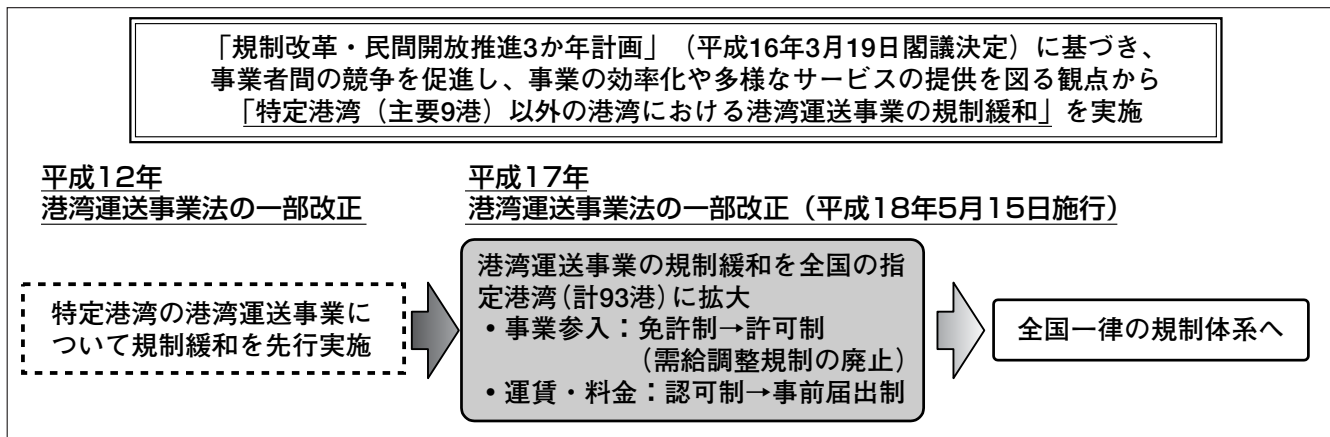 「規制改革・民間開放推進3か年計画」（平成16年3月19日閣議決定）に基づき、
事業者間の競争を促進し、事業の効率化や多様なサービスの提供を図る観点から
「特定港湾（主要9港）以外の港湾における港湾運送事業の規制緩和」を実施
平成12年
港湾運送事業法の一部改正
平成17年
港湾運送事業法の一部改正（平成18年5月15日施行）
特定港湾の港湾運送事業に
ついて規制緩和を先行実施
港湾運送事業の規制緩和を全国の指
定港湾（計93港）に拡大
・事業参入：免許制→許可制
（需給調整規制の廃止）
・運賃・料金：認可制→事前届出制
全国一律の規制体系へ